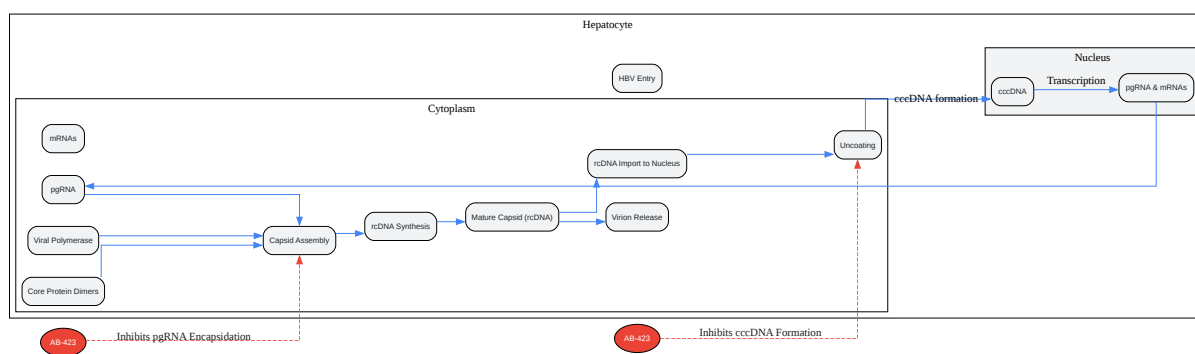 Hepatocyte
Nucleus
HBV Entry
cccDNA
Transcription
pgRNA & mRNAs
cccDNA formation
Cytoplasm
mRNAs
Uncoating
rcDNA Import to Nucleus
pgRNA
Mature Capsid (rcDNA)
Virion Release
rcDNA Synthesis
Viral Polymerase
Capsid Assembly
Core Protein Dimers
AB-423
Inhibits pgRNA Encapsidation
AB-423
Inhibits cccDNA Formation